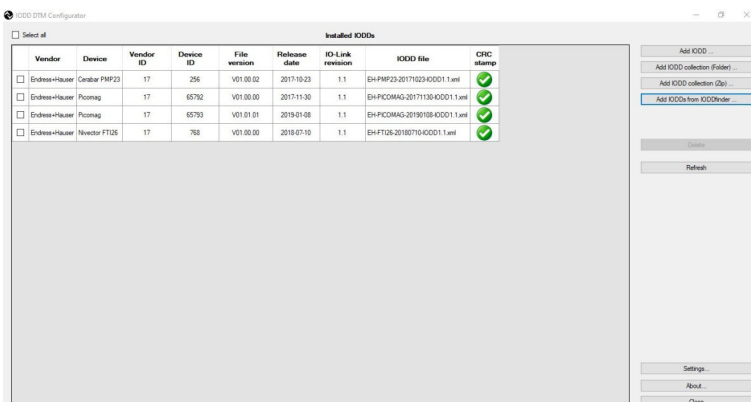 IODD DTM Configurator
Select all
Installed IODDs
Vendor Device Vendor ID Device ID File version Release date IO-Link revision IODD file CRC stamp
Endress+Hauser Cerabar PMP23 17 256 V01.00.02 2017-10-23 1.1 EH-PMP23-20171023-IODD1.1.xml
Endress+Hauser Picomag 17 65792 V01.00.00 2017-11-30 1.1 EH-PICOMAG-20171130-IODD1.1.xml
Endress+Hauser Picomag 17 65793 V01.01.01 2019-01-08 1.1 EH-PICOMAG-20190108-IODD1.1.xml
Endress+Hauser Nivector FTI26 17 768 V01.00.00 2018-07-10 1.1 EH-FTI26-20180710-IODD1.1.xml
Add IODD ...
Add IODD collection (Folder) ...
Add IODD collection (Zip) ...
Add IODDs from IODDfinder ...
Delete
Refresh
Settings...
About...
Close